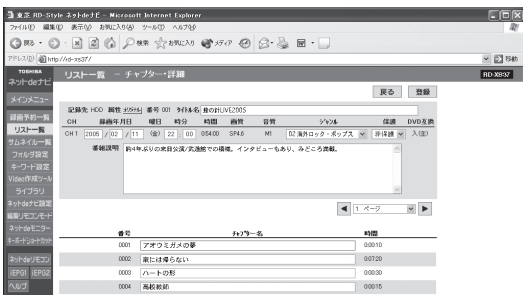 東芝 RD-Style ネットdeナビ - Microsoft Internet Explorer
ファイル(F) 編集(E) 表示(V) お気に入り(A) ツール(T) ヘルプ(H)
戻る 検索 お気に入り メディア
アドレス(D) http://rd-xs37/ 移動
TOSHIBA
ネットdeナビ
リスト一覧 - チャプター・詳細
RD-XS37
戻る 登録
メインメニュー
録画予約一覧
リスト一覧
サムネイル一覧
フォルダ設定
キーワード設定
Video作成ツール
ライブラリ
ネットdeナビ設定
編集リモコンモード
ネットdeモニター
キーボードショートカット
ネットdeリモコン
iEPG1 iEPG2
ヘルプ
記録先 HDD 属性 オリジナル 番号 001 タイトル名 LIVE2005
CH 録画年月日 曜日 時分 時間 画質 音質 ジャンル 保護 DVD互換
CH 1 2005 / 02 / 11 (金) 22 : 00 0:54:00 SP4.6 M1 02 海外ロック・ポップス 非保護 入(主)
番組説明 約4年ぶりの来日公演/武道館での模様。インタビューもあり、みどころ満載。
1 ページ
番号 チャプター名 時間
0001 アオウミガメの夢 0:00:10
0002 には帰らない 0:07:20
0003 ハートの形 0:00:30
0004 高校教師 0:00:15